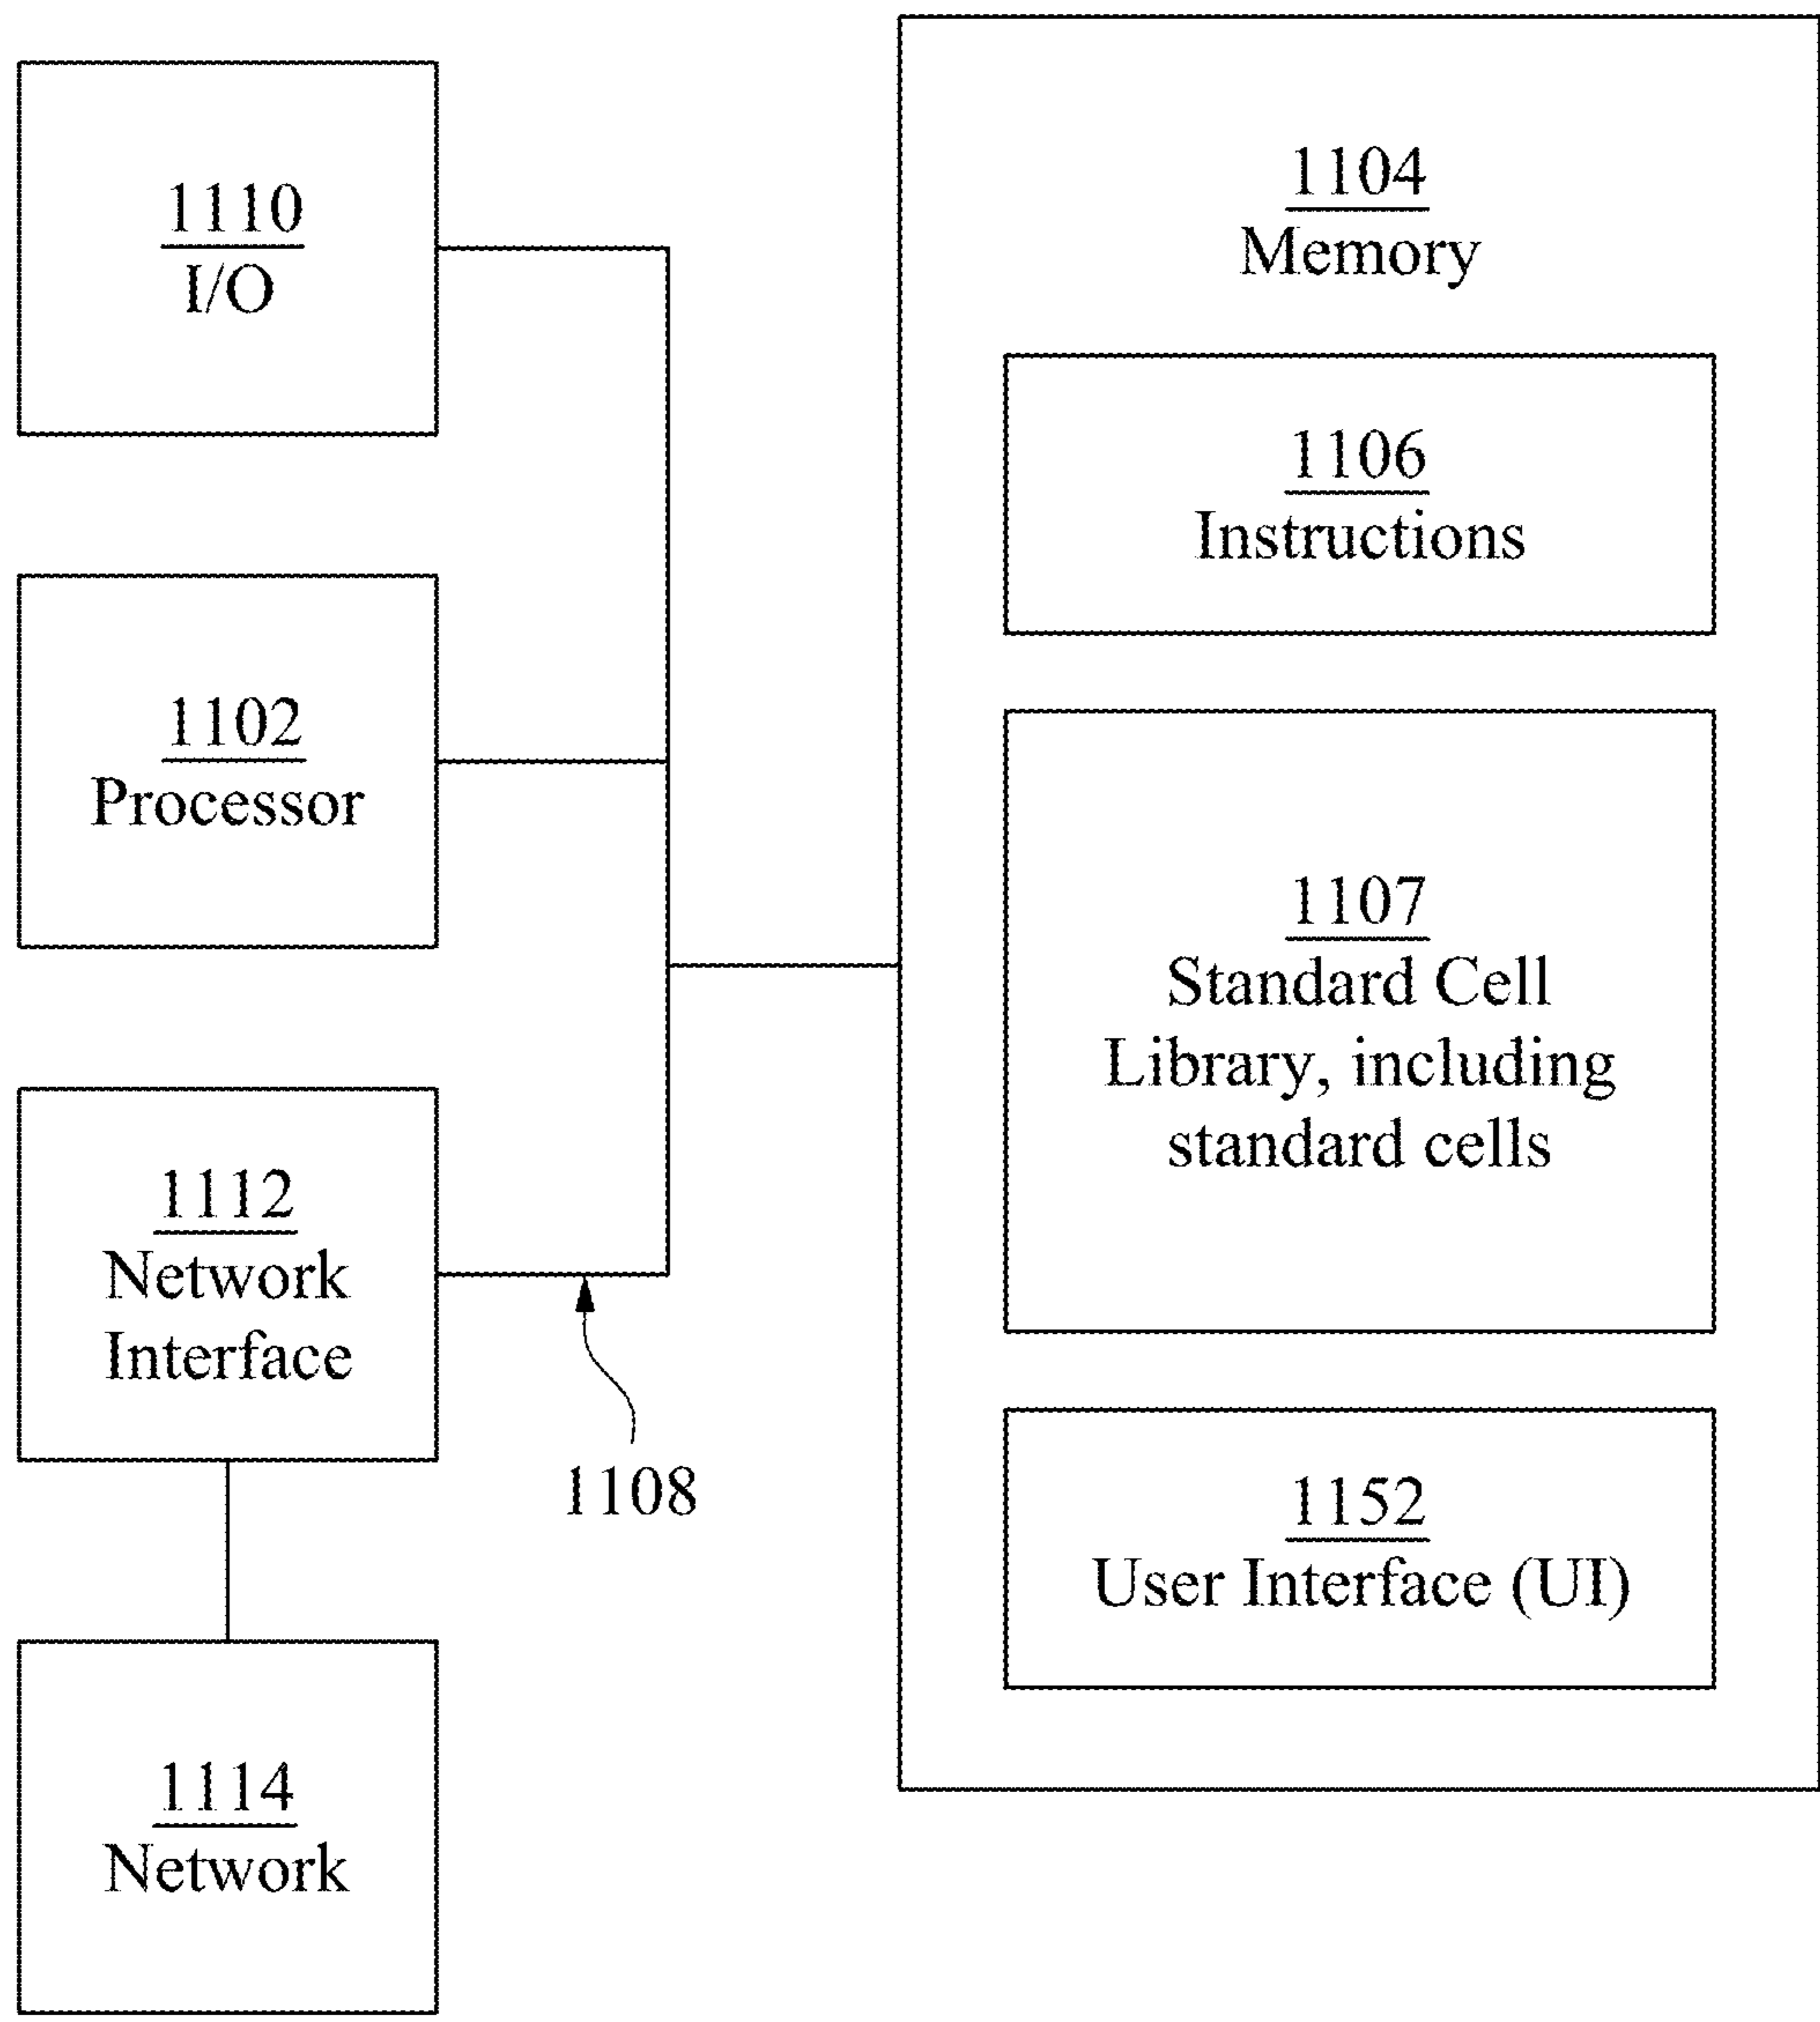 1110
I/O
1102
Processor
1112
Network
Interface
1108
1114
Network
1104
Memory
1106
Instructions
1107
Standard Cell
Library, including
standard cells
1152
User Interface (UI)